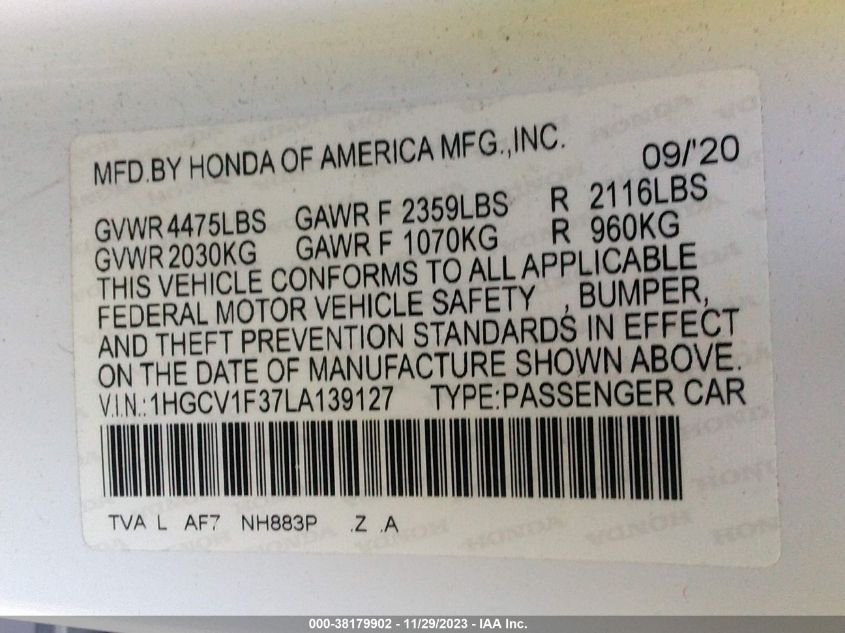 MFD.BY HONDA OF AMERICA MFG.,INC. 09/'20
GVWR 4475LBS GAWR F 2359LBS R 2116LBS
GVWR 2030KG GAWR F 1070KG R 960KG
THIS VEHICLE CONFORMS TO ALL APPLICABLE
FEDERAL MOTOR VEHICLE SAFETY , BUMPER,
AND THEFT PREVENTION STANDARDS IN EFFECT
ON THE DATE OF MANUFACTURE SHOWN ABOVE.
V.I.N.:1HGCV1F37LA139127 TYPE:PASSENGER CAR
TVA L AF7 NH883P .Z .A
000-38179902 - 11/29/2023 - IAA Inc.